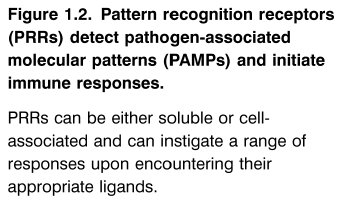 Figure 1.2. Pattern recognition receptors
(PRRs) detect pathogen-associated
molecular patterns (PAMPs) and initiate
immune responses.
PRRs can be either soluble or cell-
associated and can instigate a range of
responses upon encountering their
appropriate ligands.